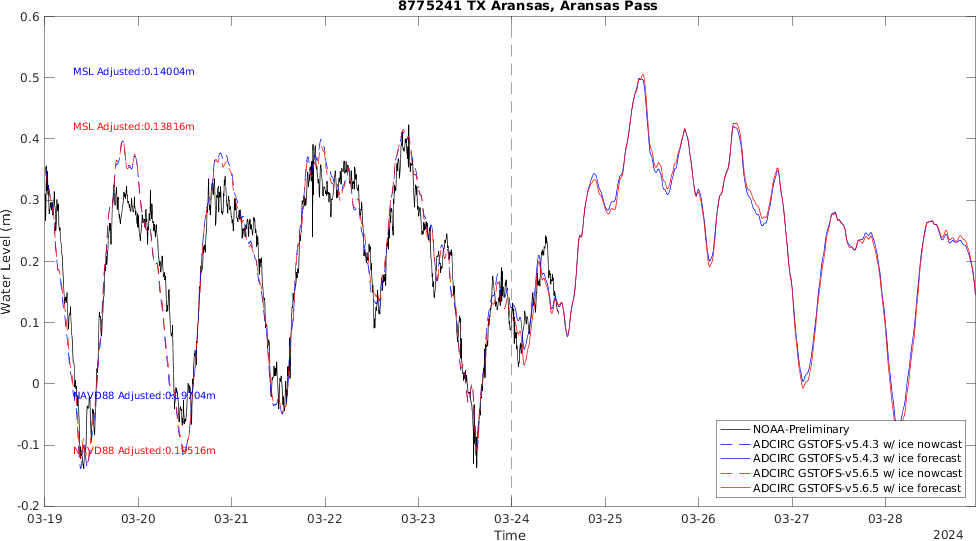 8775241 TX Aransas, Aransas Pass
0.6
0.5
0.4
0.3
0.2
0.1
0
-0.1
-0.2
Water Level (m)
MSL Adjusted:0.14004m
MSL Adjusted:0.13816m
NAVD88 Adjusted:0.19704m
NAVD88 Adjusted:0.19516m
NOAA-Preliminary
ADCIRC GSTOFS-v5.4.3 w/ ice nowcast
ADCIRC GSTOFS-v5.4.3 w/ ice forecast
ADCIRC GSTOFS-v5.6.5 w/ ice nowcast
ADCIRC GSTOFS-v5.6.5 w/ ice forecast
03-19 03-20 03-21 03-22 03-23 03-24 03-25 03-26 03-27 03-28
Time
2024